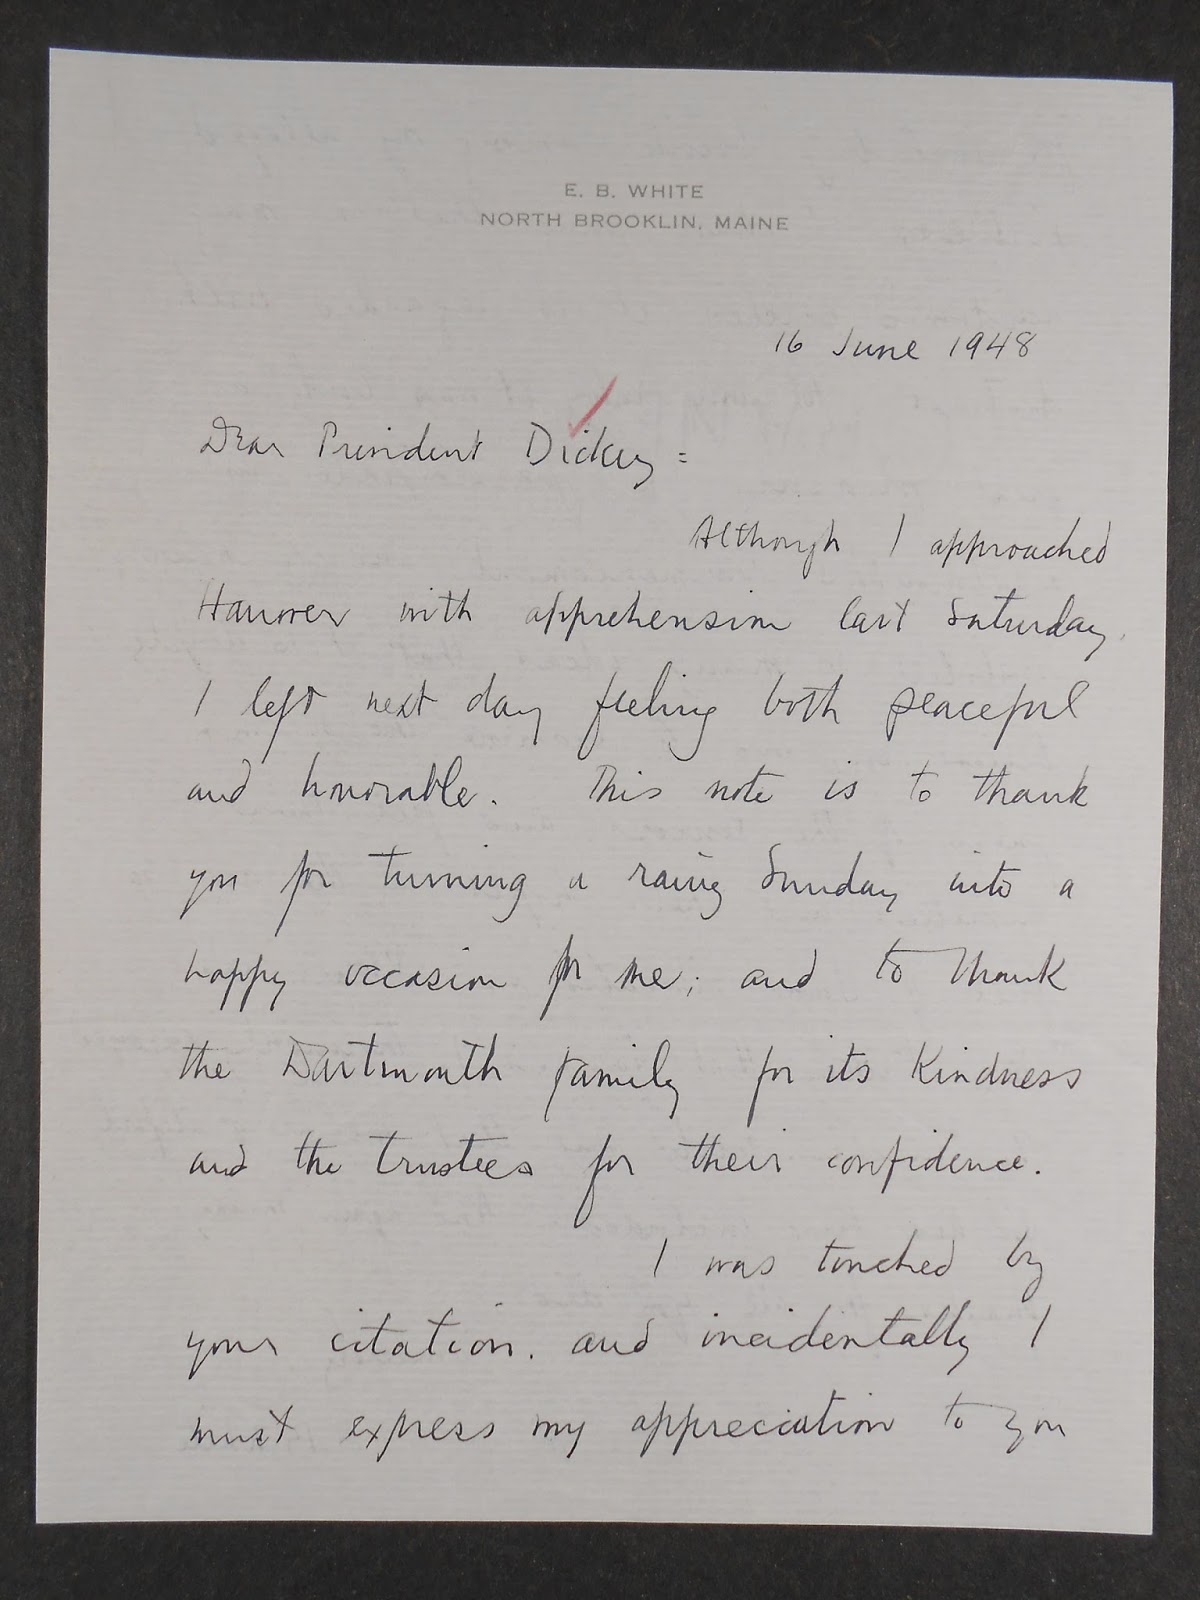 E. B. WHITE
NORTH BROOKLIN, MAINE
16 June 1948
Dear President Dickey:
Although I approached
Hanover with apprehension last Saturday,
I left next day feeling both peaceful
and honorable. This note is to thank
you for turning a rainy Sunday into a
happy occasion for me; and to thank
the Dartmouth family for its kindness
and the trustees for their confidence.
I was touched by
your citation. and incidentally I
must express my appreciation to you